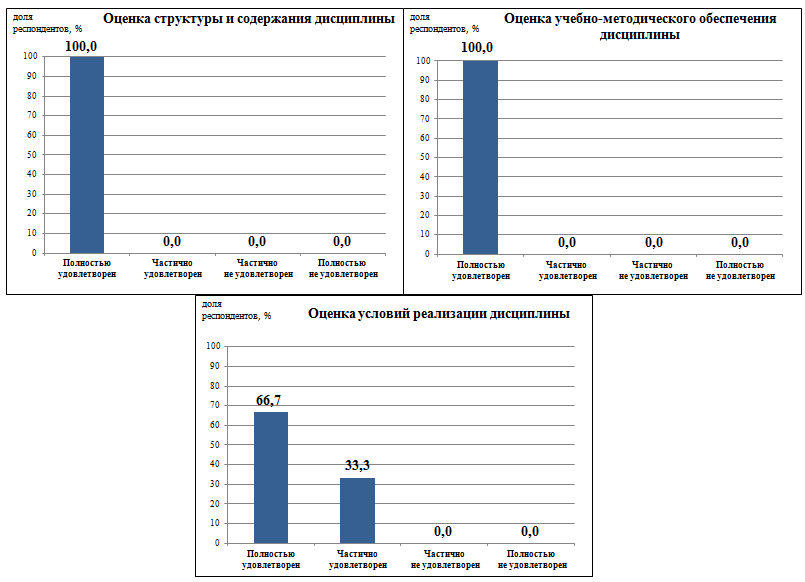 доля
респондентов, %
Оценка структуры и содержания дисциплины
100,0
100
90
80
70
60
50
40
30
20
10
0
0,0
0,0
0,0
Полностью
удовлетворен
Частично
удовлетворен
Частично
не удовлетворен
Полностью
не удовлетворен
доля
респондентов, %
Оценка учебно-методического обеспечения
дисциплины
100,0
100
90
80
70
60
50
40
30
20
10
0
0,0
0,0
0,0
Полностью
удовлетворен
Частично
удовлетворен
Частично
не удовлетворен
Полностью
не удовлетворен
доля
респондентов, %
Оценка условий реализации дисциплины
100
90
80
70
60
50
40
30
20
10
0
66,7
33,3
0,0
0,0
Полностью
удовлетворен
Частично
удовлетворен
Частично
не удовлетворен
Полностью
не удовлетворен